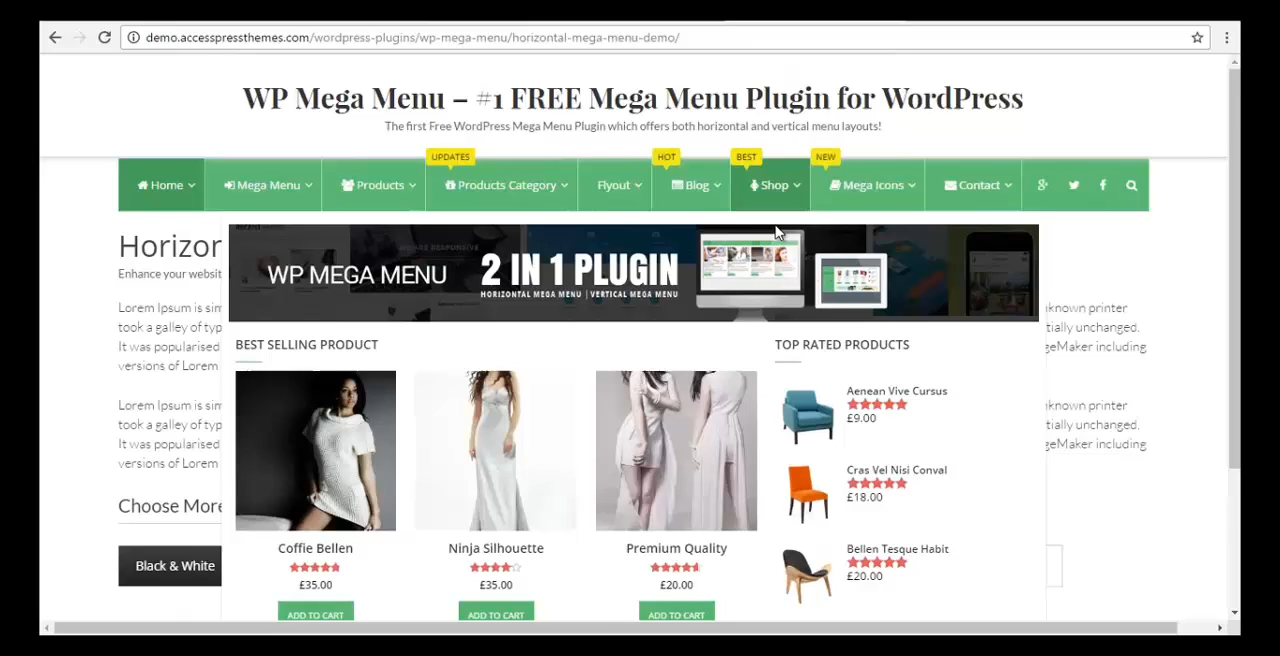 demo.accesspressthemes.com/wordpress-plugins/wp-mega-menu/horizontal-mega-menu-demo/
WP Mega Menu – #1 FREE Mega Menu Plugin for WordPress
The first Free WordPress Mega Menu Plugin which offers both horizontal and vertical menu layouts!
UPDATES HOT BEST NEW
Home Mega Menu Products Products Category Flyout Blog Shop Mega Icons Contact
Horizon
Enhance your websit
WP MEGA MENU 2 IN 1 PLUGIN
HORIZONTAL MEGA MENU | VERTICAL MEGA MENU
Lorem Ipsum is sim
nknown printer
took a galley of typ
tially unchanged.
It was popularised
geMaker including
versions of Lorem
BEST SELLING PRODUCT
TOP RATED PRODUCTS
Aenean Vive Cursus
£9.00
Lorem Ipsum is sim
nknown printer
took a galley of typ
tially unchanged.
It was popularised
geMaker including
versions of Lorem
Cras Vel Nisi Conval
£18.00
Choose More
Coffie Bellen
Ninja Silhouette
Premium Quality
Bellen Tesque Habit
£20.00
Black & White
£35.00
£35.00
£20.00
ADD TO CART
ADD TO CART
ADD TO CART